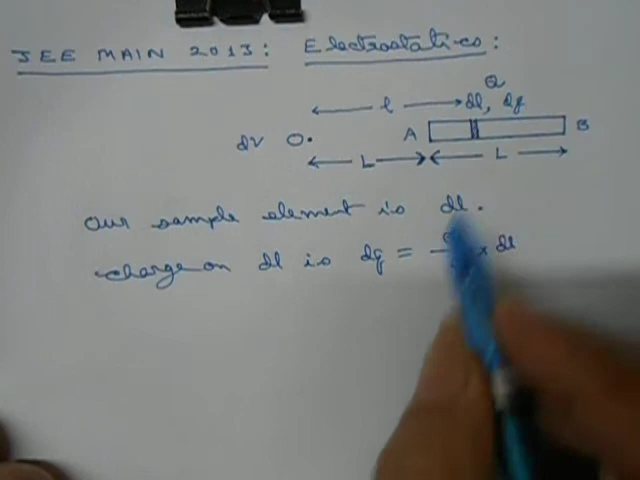 JEE MAIN 2013: Electrostatics:
Q
l dl, dq
dV O. A B
L L
Our sample element is dl.
charge on dl is dq = × dl